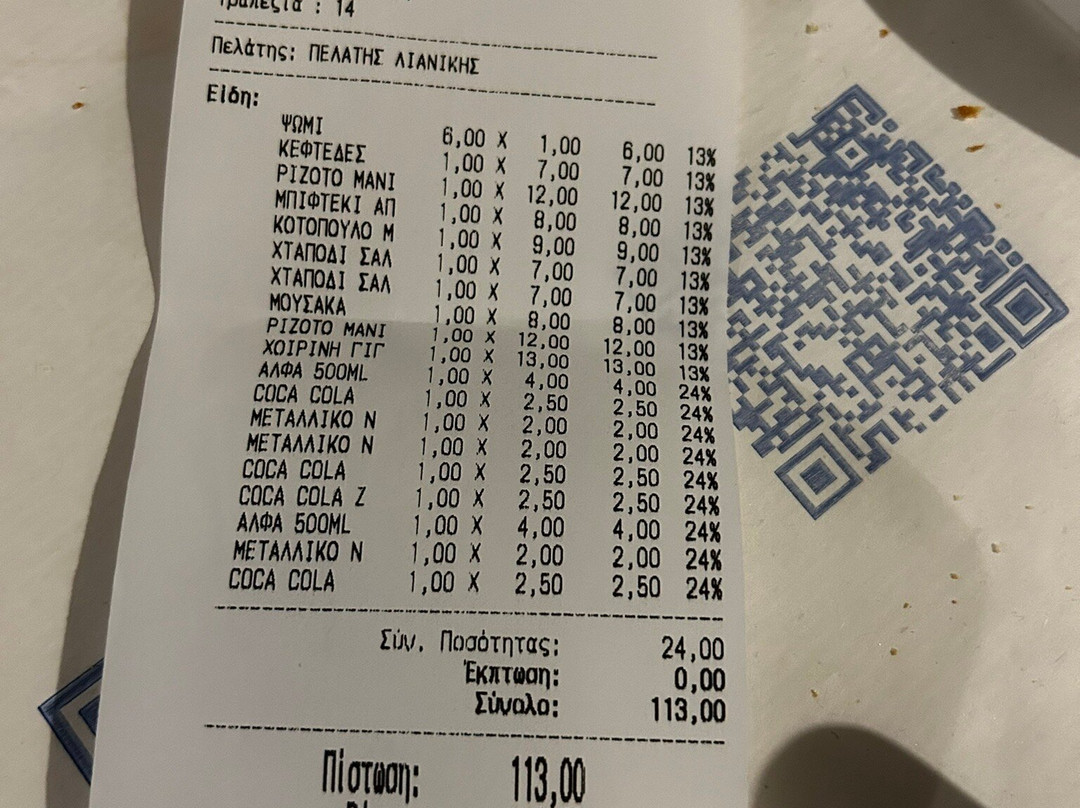 Τραπέζια : 14
Πελάτης: ΠΕΛΑΤΗΣ ΛΙΑΝΙΚΗΣ
Είδη:
ΨΩΜΙ 6,00 X 1,00 6,00 13%
ΚΕΦΤΕΔΕΣ 1,00 X 7,00 7,00 13%
ΡΙΖΟΤΟ ΜΑΝΙ 1,00 X 12,00 12,00 13%
ΜΠΙΦΤΕΚΙ ΑΠ 1,00 X 8,00 8,00 13%
ΚΟΤΟΠΟΥΛΟ Μ 1,00 X 9,00 9,00 13%
ΧΤΑΠΟΔΙ ΣΑΛ 1,00 X 7,00 7,00 13%
ΧΤΑΠΟΔΙ ΣΑΛ 1,00 X 7,00 7,00 13%
ΜΟΥΣΑΚΑ 1,00 X 8,00 8,00 13%
ΡΙΖΟΤΟ ΜΑΝΙ 1,00 X 12,00 12,00 13%
ΧΟΙΡΙΝΗ ΓΙΓ 1,00 X 13,00 13,00 13%
ΑΛΦΑ 500ML 1,00 X 4,00 4,00 24%
COCA COLA 1,00 X 2,50 2,50 24%
ΜΕΤΑΛΛΙΚΟ Ν 1,00 X 2,00 2,00 24%
ΜΕΤΑΛΛΙΚΟ Ν 1,00 X 2,00 2,00 24%
COCA COLA 1,00 X 2,50 2,50 24%
COCA COLA Z 1,00 X 2,50 2,50 24%
ΑΛΦΑ 500ML 1,00 X 4,00 4,00 24%
ΜΕΤΑΛΛΙΚΟ Ν 1,00 X 2,00 2,00 24%
COCA COLA 1,00 X 2,50 2,50 24%
Σύν. Ποσότητας: 24,00
Έκπτωση: 0,00
Σύνολο: 113,00
Πίστωση: 113,00